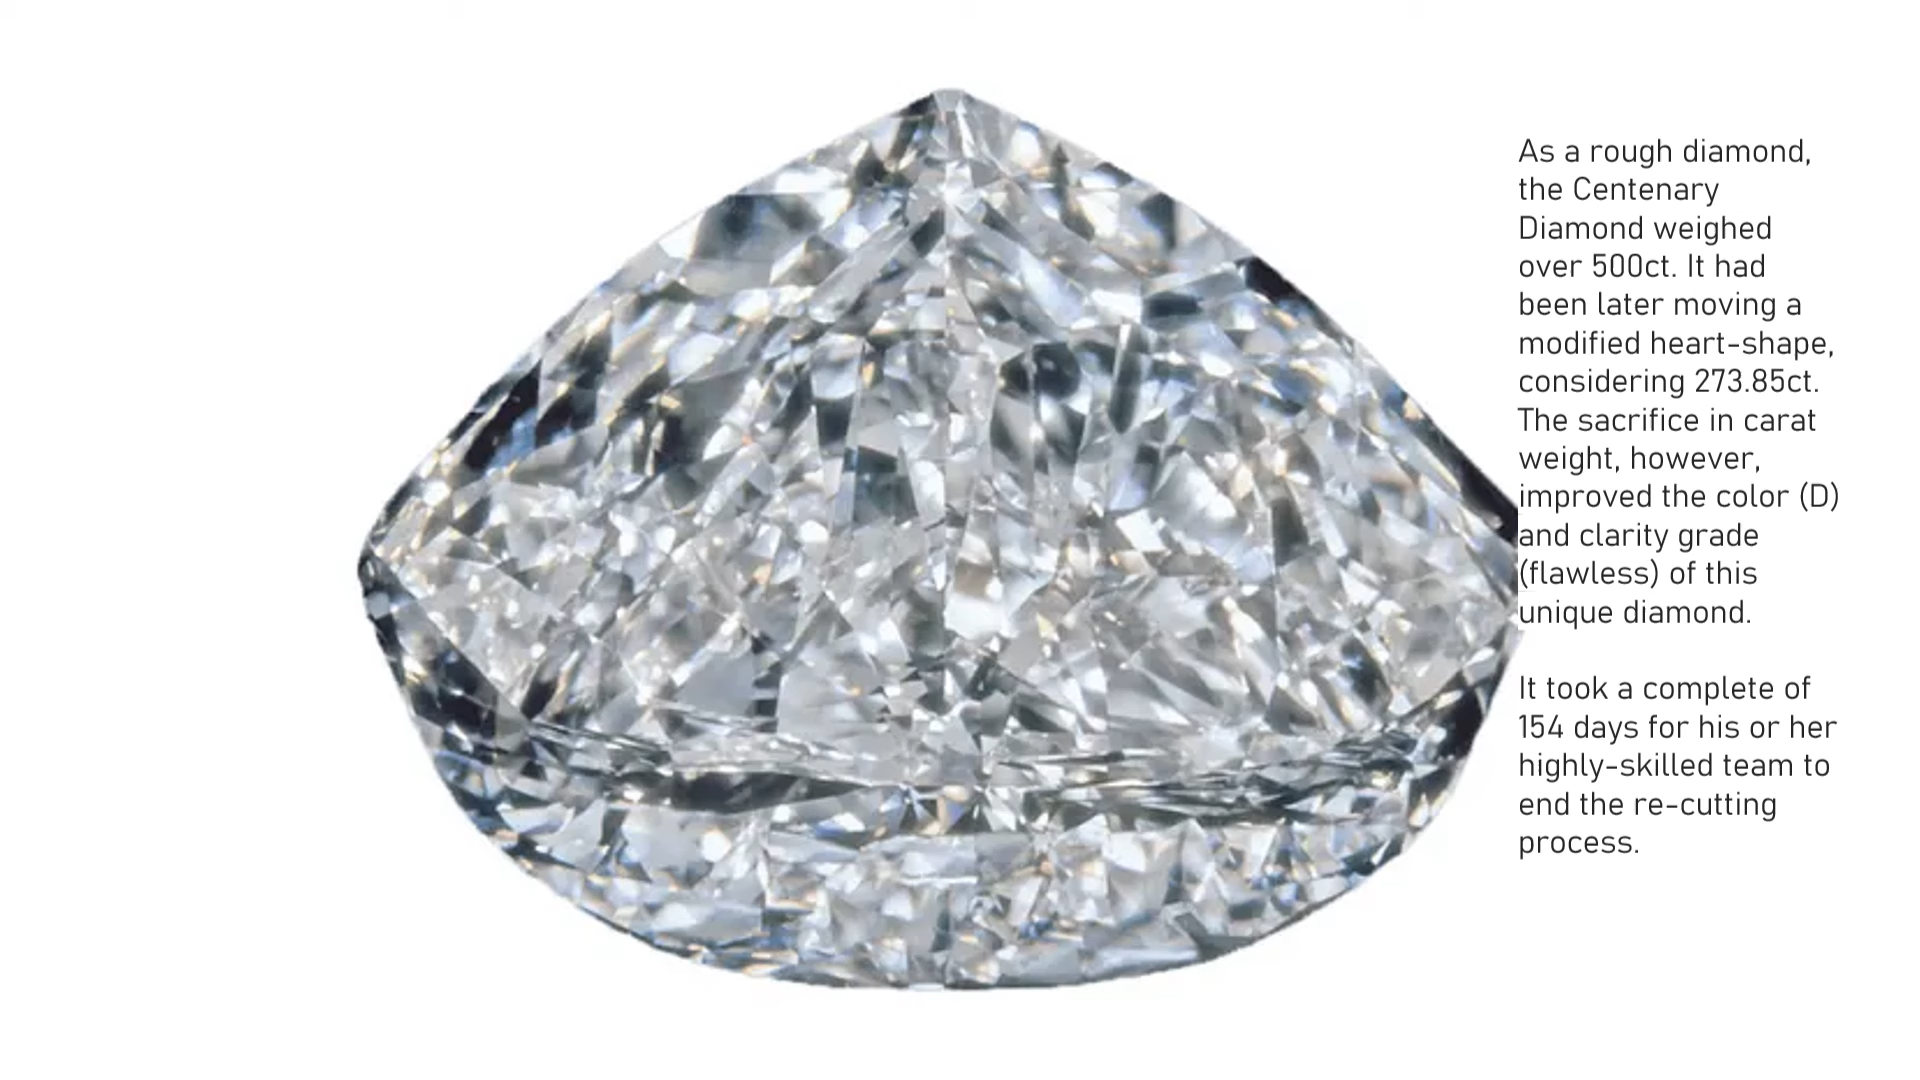 As a rough diamond,
the Centenary
Diamond weighed
over 500ct. It had
been later moving a
modified heart-shape,
considering 273.85ct.
The sacrifice in carat
weight, however,
improved the color (D)
and clarity grade
(flawless) of this
unique diamond.
It took a complete of
154 days for his or her
highly-skilled team to
end the re-cutting
process.